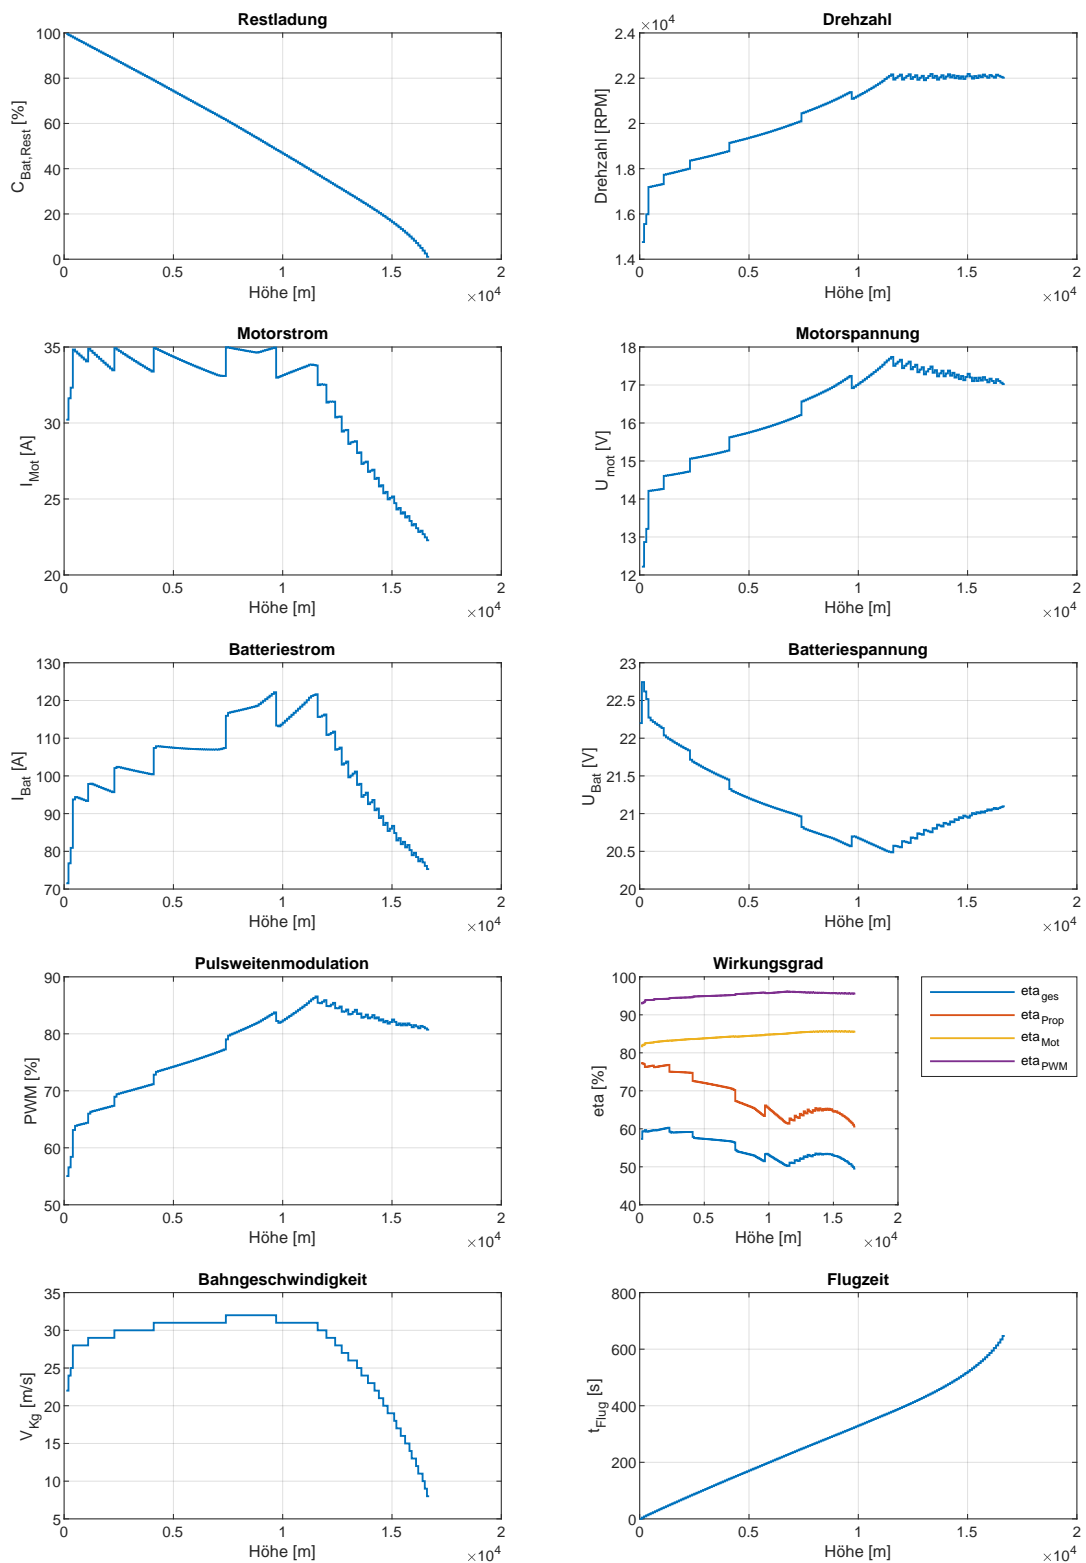 Restladung
C_Bat,Rest [%]
100
80
60
40
20
0
0 0.5 1 1.5 2
Höhe [m]
×10^4
Drehzahl
×10^4
Drehzahl [RPM]
2.4
2.2
2
1.8
1.6
1.4
0 0.5 1 1.5 2
Höhe [m]
×10^4
Motorstrom
I_Mot [A]
35
30
25
20
0 0.5 1 1.5 2
Höhe [m]
×10^4
Motorspannung
U_mot [V]
18
17
16
15
14
13
12
0 0.5 1 1.5 2
Höhe [m]
×10^4
Batteriestrom
I_Bat [A]
130
120
110
100
90
80
70
0 0.5 1 1.5 2
Höhe [m]
×10^4
Batteriespannung
U_Bat [V]
23
22.5
22
21.5
21
20.5
20
0 0.5 1 1.5 2
Höhe [m]
×10^4
Pulsweitenmodulation
PWM [%]
90
80
70
60
50
0 0.5 1 1.5 2
Höhe [m]
×10^4
Wirkungsgrad
eta [%]
100
90
80
70
60
50
40
0 0.5 1 1.5 2
Höhe [m]
×10^4
eta_ges
eta_Prop
eta_Mot
eta_PWM
Bahngeschwindigkeit
V_Kg [m/s]
35
30
25
20
15
10
5
0 0.5 1 1.5 2
Höhe [m]
×10^4
Flugzeit
t_Flug [s]
800
600
400
200
0
0 0.5 1 1.5 2
Höhe [m]
×10^4